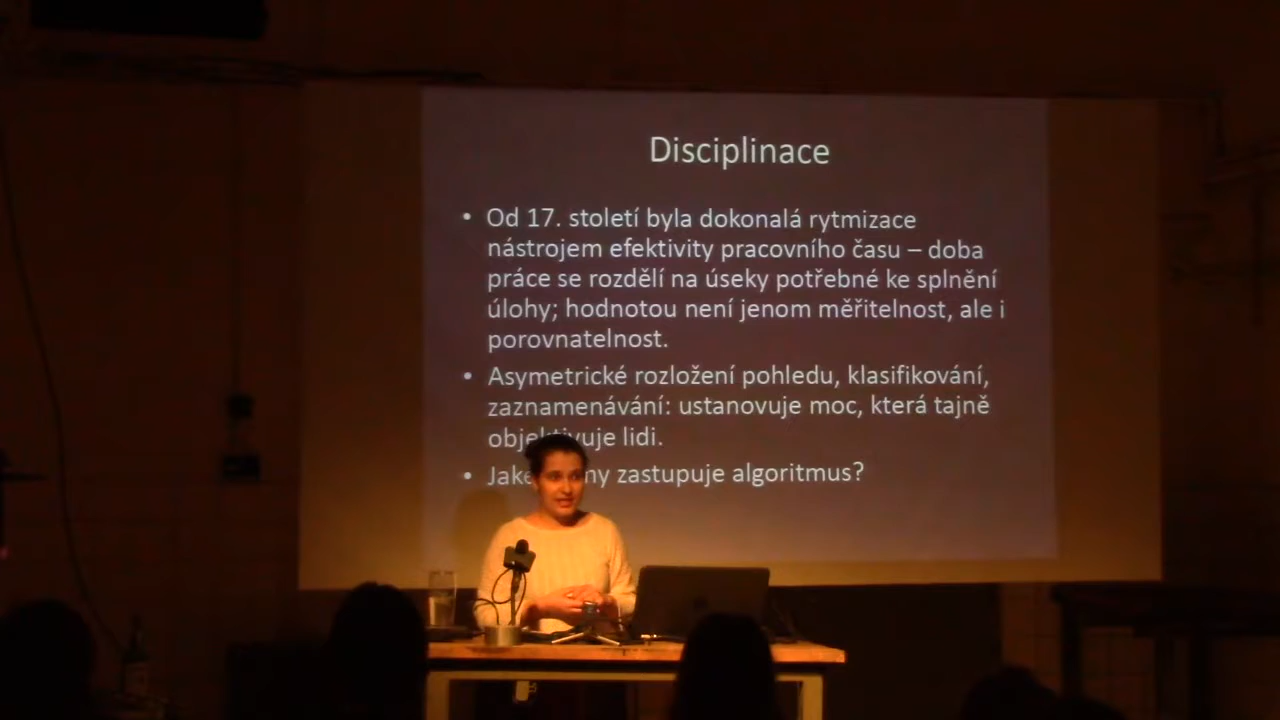 Disciplinace
• Od 17. století byla dokonalá rytmizace
nástrojem efektivity pracovního času – doba
práce se rozdělí na úseky potřebné ke splnění
úlohy; hodnotou není jenom měřitelnost, ale i
porovnatelnost.
• Asymetrické rozložení pohledu, klasifikování,
zaznamenávání: ustanovuje moc, která tajně
objektivuje lidi.
• zastupuje algoritmus?